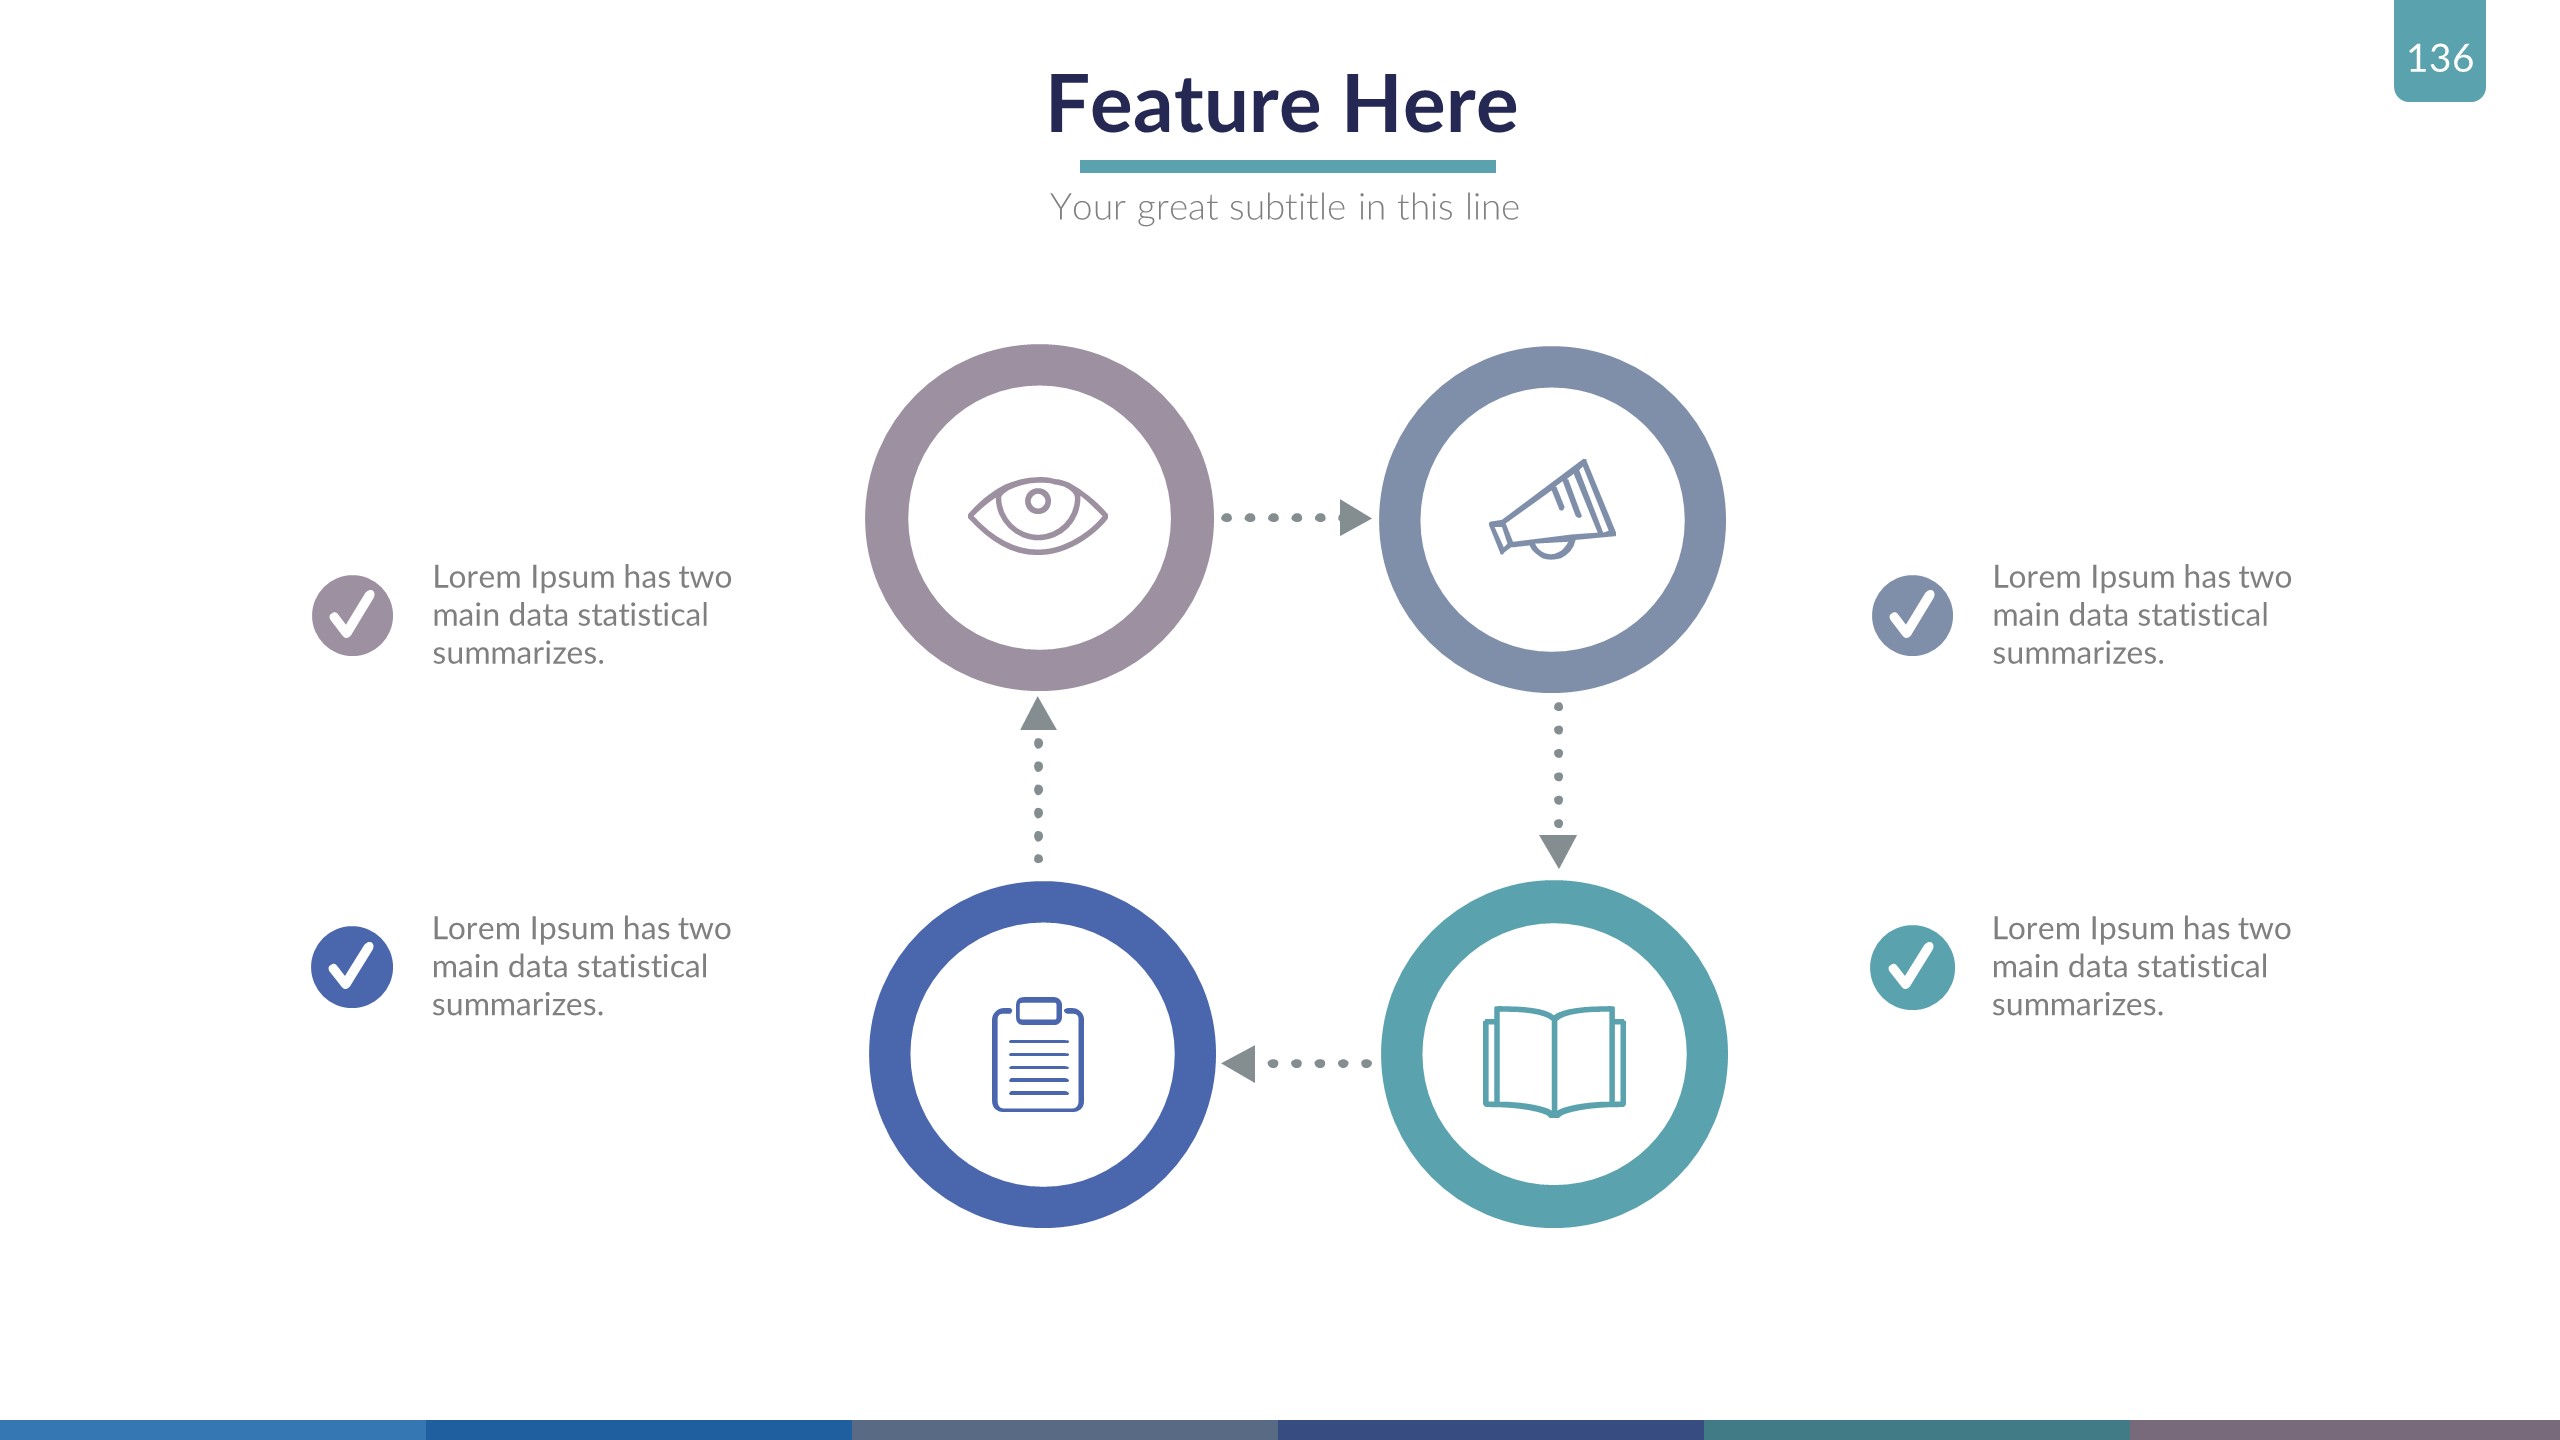 136
Feature Here
Your great subtitle in this line
Lorem Ipsum has two
main data statistical
summarizes.
Lorem Ipsum has two
main data statistical
summarizes.
Lorem Ipsum has two
main data statistical
summarizes.
Lorem Ipsum has two
main data statistical
summarizes.